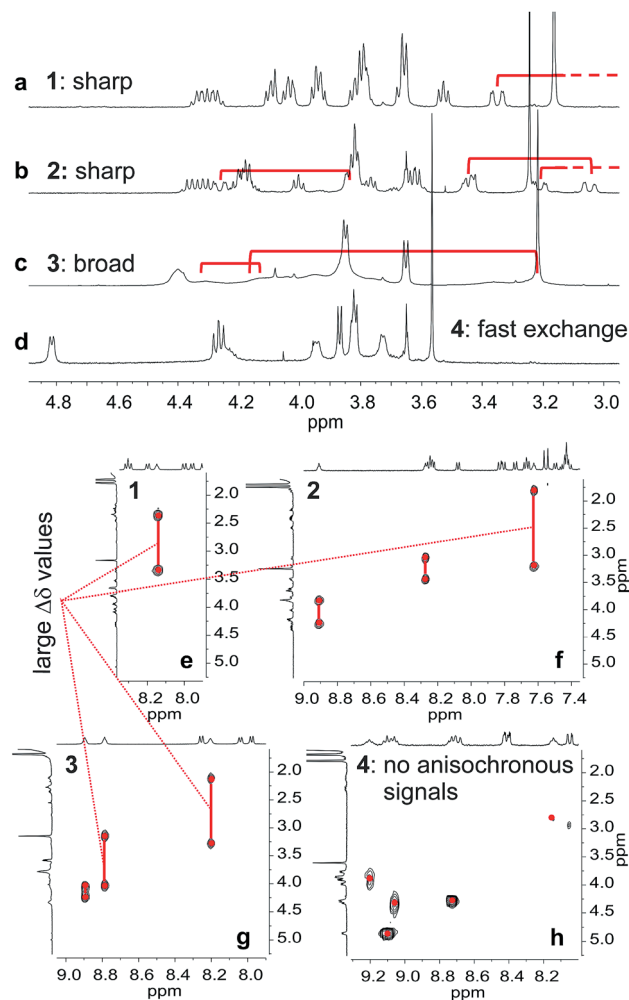 a 1: sharp
b 2: sharp
c 3: broad
d 4: fast exchange
4.8 4.6 4.4 4.2 4.0 3.8 3.6 3.4 3.2 3.0
ppm
large Δδ values
1
2.0
2.5
3.0
3.5
4.0
4.5
5.0
e
8.2 8.0
ppm
2
2.0
2.5
3.0
3.5
4.0
4.5
5.0
ppm
f
9.0 8.8 8.6 8.4 8.2 8.0 7.8 7.6 7.4
ppm
3
2.0
2.5
3.0
3.5
4.0
4.5
5.0
g
9.0 8.8 8.6 8.4 8.2 8.0
ppm
4: no anisochronous
signals
2.0
2.5
3.0
3.5
4.0
4.5
5.0
ppm
h
9.2 9.0 8.8 8.6 8.4 8.2
ppm